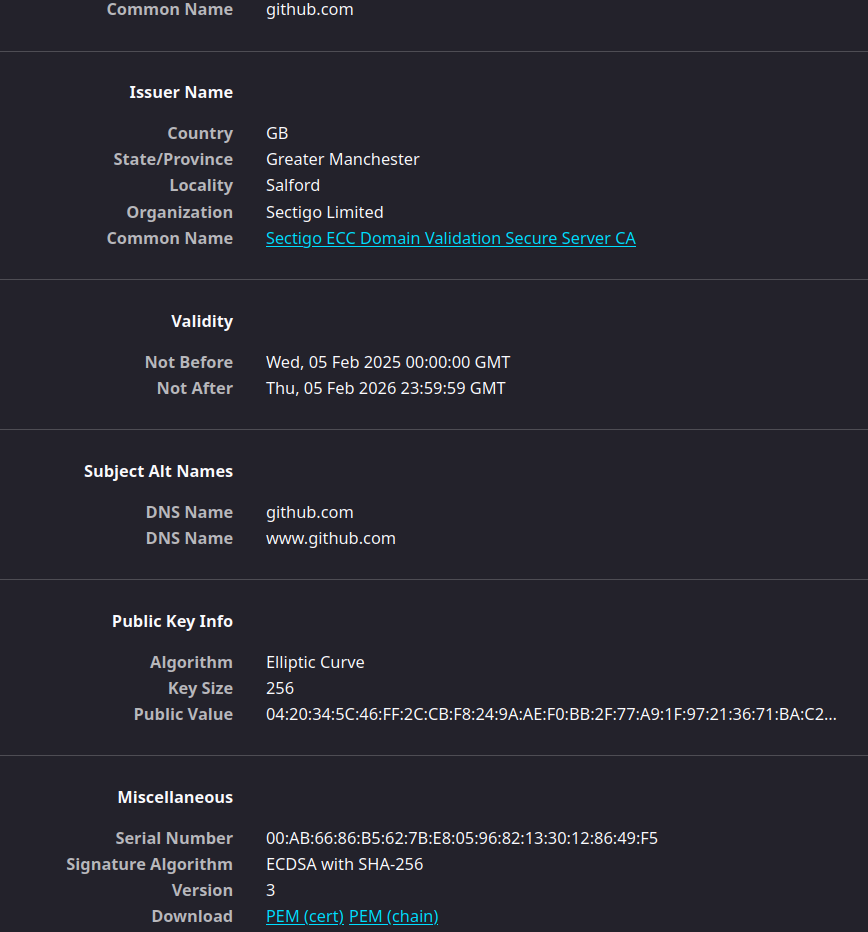 Common Name github.com
Issuer Name
Country GB
State/Province Greater Manchester
Locality Salford
Organization Sectigo Limited
Common Name Sectigo ECC Domain Validation Secure Server CA
Validity
Not Before Wed, 05 Feb 2025 00:00:00 GMT
Not After Thu, 05 Feb 2026 23:59:59 GMT
Subject Alt Names
DNS Name github.com
DNS Name www.github.com
Public Key Info
Algorithm Elliptic Curve
Key Size 256
Public Value 04:20:34:5C:46:FF:2C:CB:F8:24:9A:AE:F0:BB:2F:77:A9:1F:97:21:36:71:BA:C2...
Miscellaneous
Serial Number 00:AB:66:86:B5:62:7B:E8:05:96:82:13:30:12:86:49:F5
Signature Algorithm ECDSA with SHA-256
Version 3
Download PEM (cert) PEM (chain)